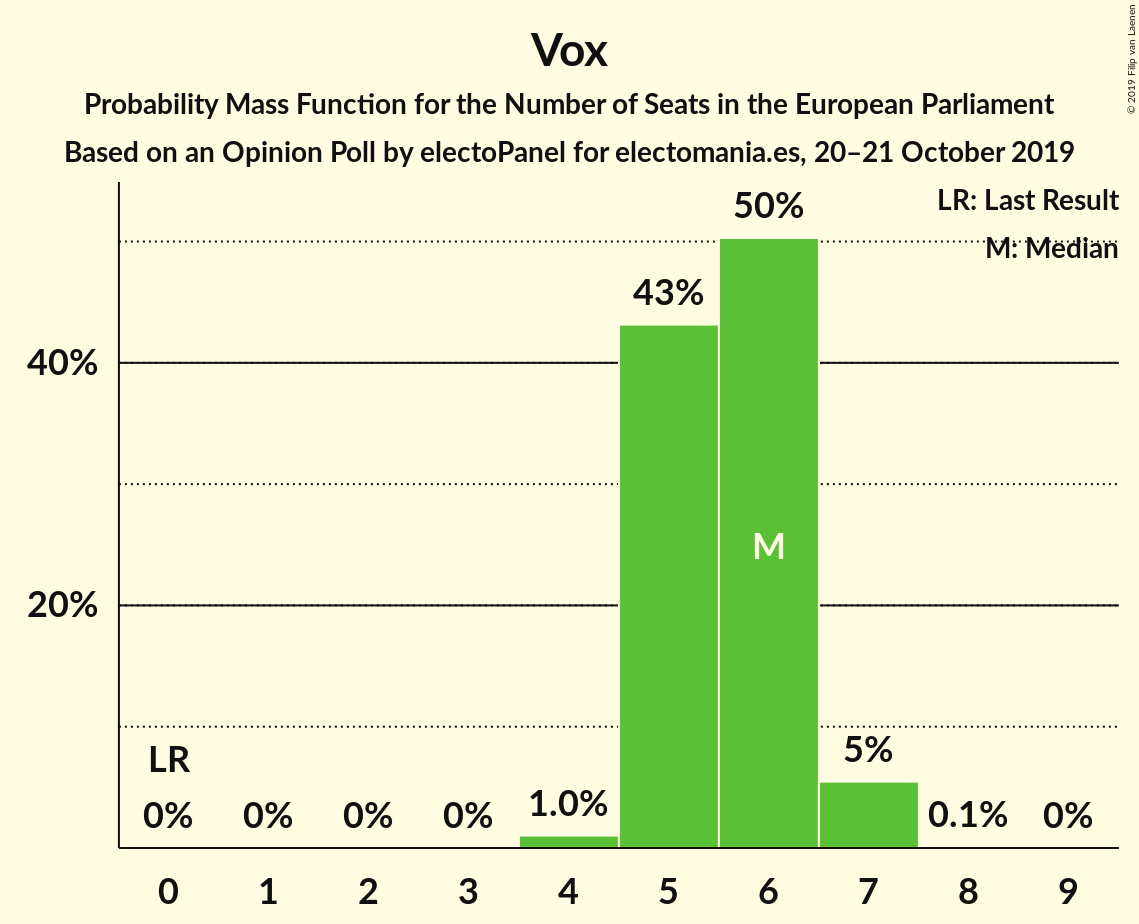 Vox
Probability Mass Function for the Number of Seats in the European Parliament
Based on an Opinion Poll by electoPanel for electomania.es, 20–21 October 2019
© 2019 Filip van Laenen
LR: Last Result
M: Median
50%
43%
40%
M
20%
LR
5%
0% 0% 0% 0% 1.0% 0.1% 0%
0 1 2 3 4 5 6 7 8 9